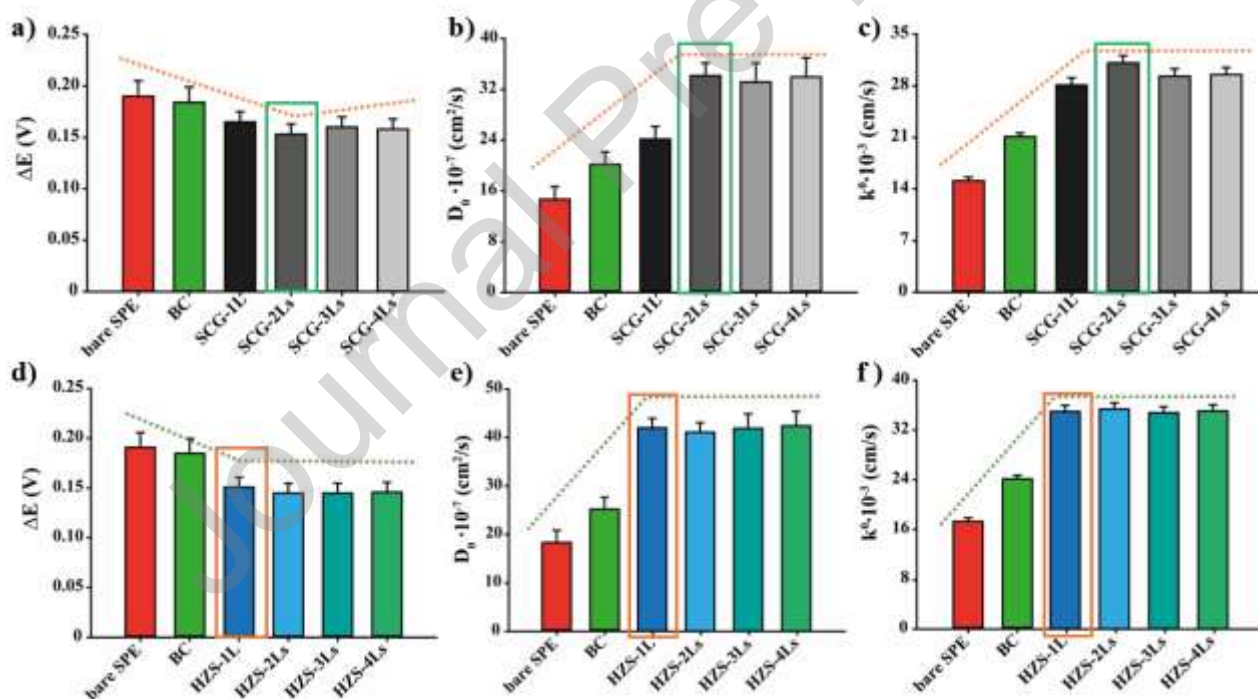 a)
0.25
0.20
0.15
0.10
0.05
ΔE (V)
bare SPE
BC
SCG-1L
SCG-2Ls
SCG-3Ls
SCG-4Ls
b)
40
32
24
16
8
0
D₀ ·10⁻⁷ (cm²/s)
bare SPE
BC
SCG-1L
SCG-2Ls
SCG-3Ls
SCG-4Ls
c)
35
28
21
14
7
0
k⁰·10⁻³ (cm/s)
bare SPE
BC
SCG-1L
SCG-2Ls
SCG-3Ls
SCG-4Ls
d)
0.25
0.20
0.15
0.10
0.05
0.00
ΔE (V)
bare SPE
BC
HZS-1L
HZS-2Ls
HZS-3Ls
HZS-4Ls
e)
50
40
30
20
10
0
D₀ ·10⁻⁷ (cm²/s)
bare SPE
BC
HZS-1L
HZS-2Ls
HZS-3Ls
HZS-4Ls
f)
40
32
24
16
8
0
k⁰·10⁻³ (cm/s)
bare SPE
BC
HZS-1L
HZS-2Ls
HZS-3Ls
HZS-4Ls
Journal Pre